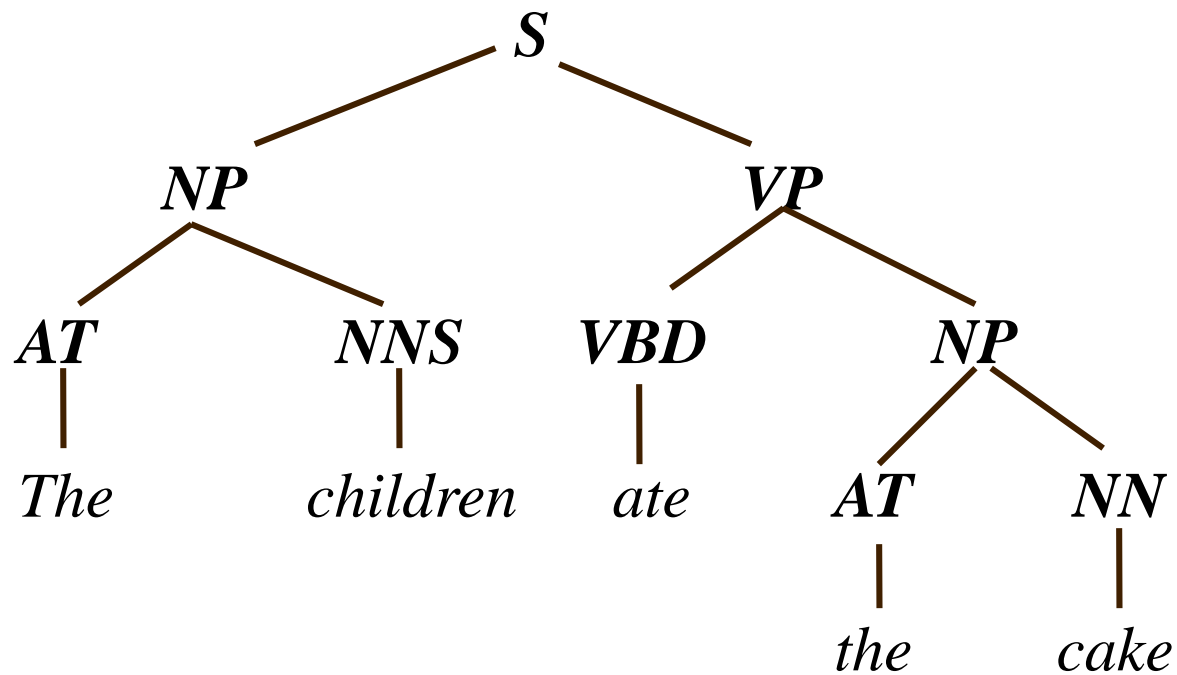 S
NP VP
AT NNS VBD NP
The children ate AT NN
the cake